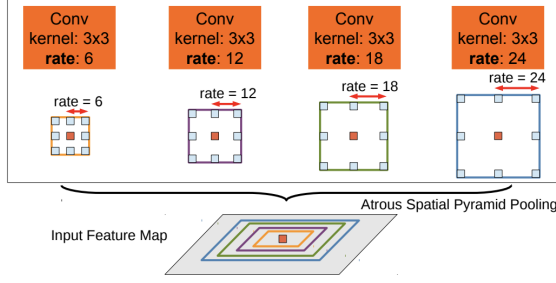 Conv
kernel: 3x3
rate: 6
Conv
kernel: 3x3
rate: 12
Conv
kernel: 3x3
rate: 18
Conv
kernel: 3x3
rate: 24
rate = 6
rate = 12
rate = 18
rate = 24
Atrous Spatial Pyramid Pooling
Input Feature Map